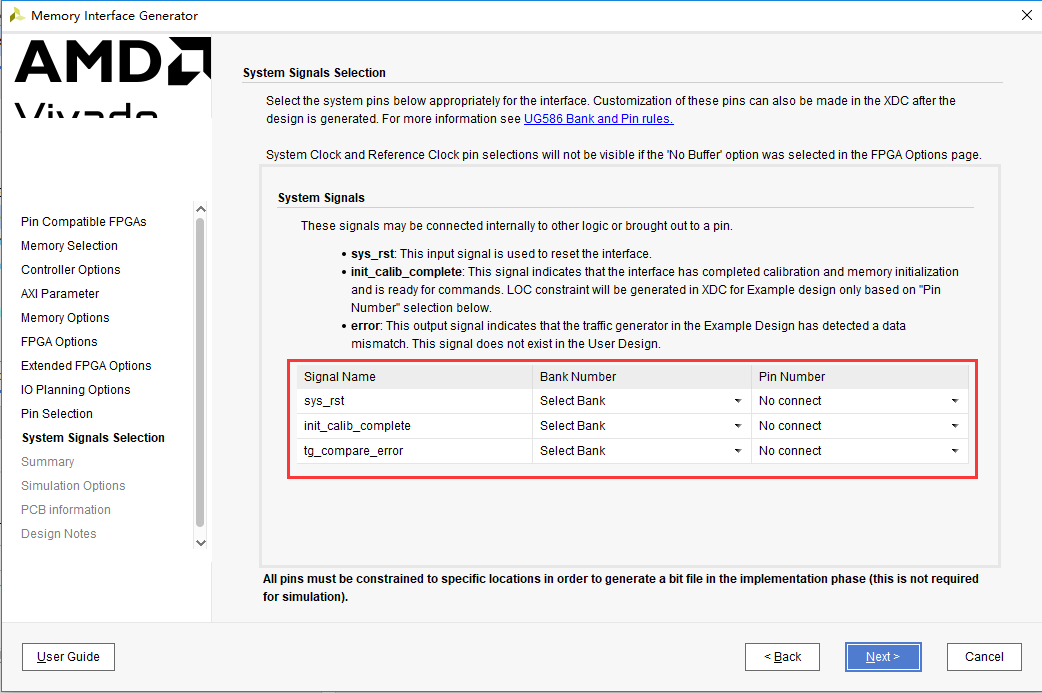 Memory Interface Generator
AMD
Vivado
Pin Compatible FPGAs
Memory Selection
Controller Options
AXI Parameter
Memory Options
FPGA Options
Extended FPGA Options
IO Planning Options
Pin Selection
System Signals Selection
Summary
Simulation Options
PCB information
Design Notes
System Signals Selection
Select the system pins below appropriately for the interface. Customization of these pins can also be made in the XDC after the
design is generated. For more information see UG586 Bank and Pin rules.
System Clock and Reference Clock pin selections will not be visible if the 'No Buffer' option was selected in the FPGA Options page.
System Signals
These signals may be connected internally to other logic or brought out to a pin.
• sys_rst: This input signal is used to reset the interface.
• init_calib_complete: This signal indicates that the interface has completed calibration and memory initialization
and is ready for commands. LOC constraint will be generated in XDC for Example design only based on "Pin
Number" selection below.
• error: This output signal indicates that the traffic generator in the Example Design has detected a data
mismatch. This signal does not exist in the User Design.
Signal Name Bank Number Pin Number
sys_rst Select Bank No connect
init_calib_complete Select Bank No connect
tg_compare_error Select Bank No connect
All pins must be constrained to specific locations in order to generate a bit file in the implementation phase (this is not required
for simulation).
User Guide
< Back
Next >
Cancel